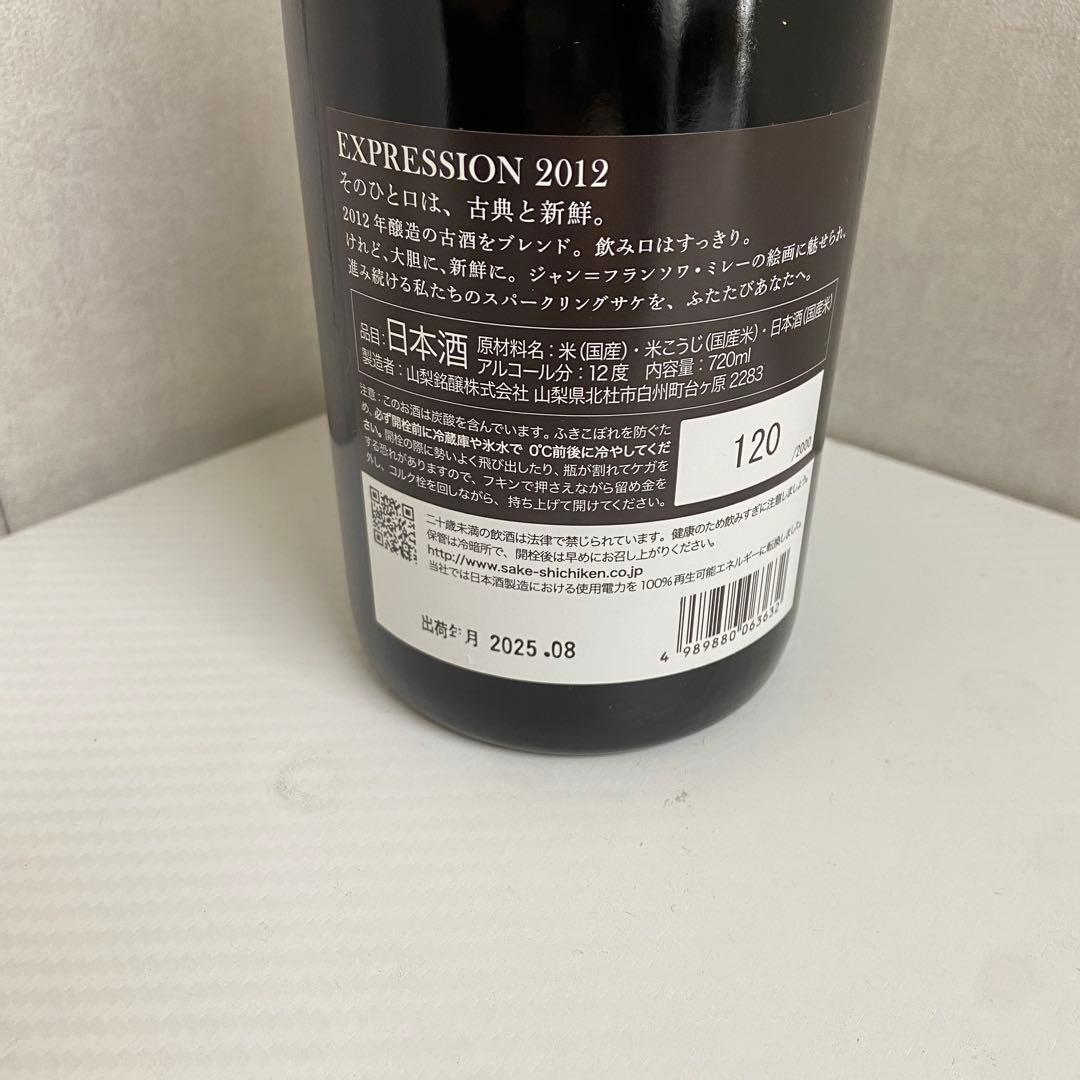 EXPRESSION 2012
そのひと口は、古典と新鮮。
2012年醸造の古酒をブレンド。飲み口はすっきり。
けれど、大胆に、新鮮に。ジャン＝フランソワ・ミレーの絵画に魅せられ、
進み続ける私たちのスパークリングサケを、ふたたびあなたへ。
品目：日本酒 原材料名：米（国産）・米こうじ（国産米）・日本酒（国産米）
アルコール分：12度 内容量：720ml
製造者：山梨銘醸株式会社 山梨県北杜市白州町台ヶ原2283
注意：このお酒は炭酸を含んでいます。ふきこぼれを防ぐた
め、必ず開栓前に冷蔵庫や氷水で 0℃前後に冷やしてくだ
さい。開栓の際に勢いよく飛び出したり、瓶が割れてケガを
する恐れがありますので、フキンで押さえながら留め金を
外し、コルク栓を回しながら、持ち上げて開けてください。
120 /2000
二十歳未満の飲酒は法律で禁じられています。健康のため飲みすぎに注意しましょう。
保管は冷暗所で、開栓後は早めにお召し上がりください。
http://www.sake-shichiken.co.jp
当社では日本酒製造における使用電力を100%再生可能エネルギーに転換しました。
出荷年月 2025.08
4 989880 063632